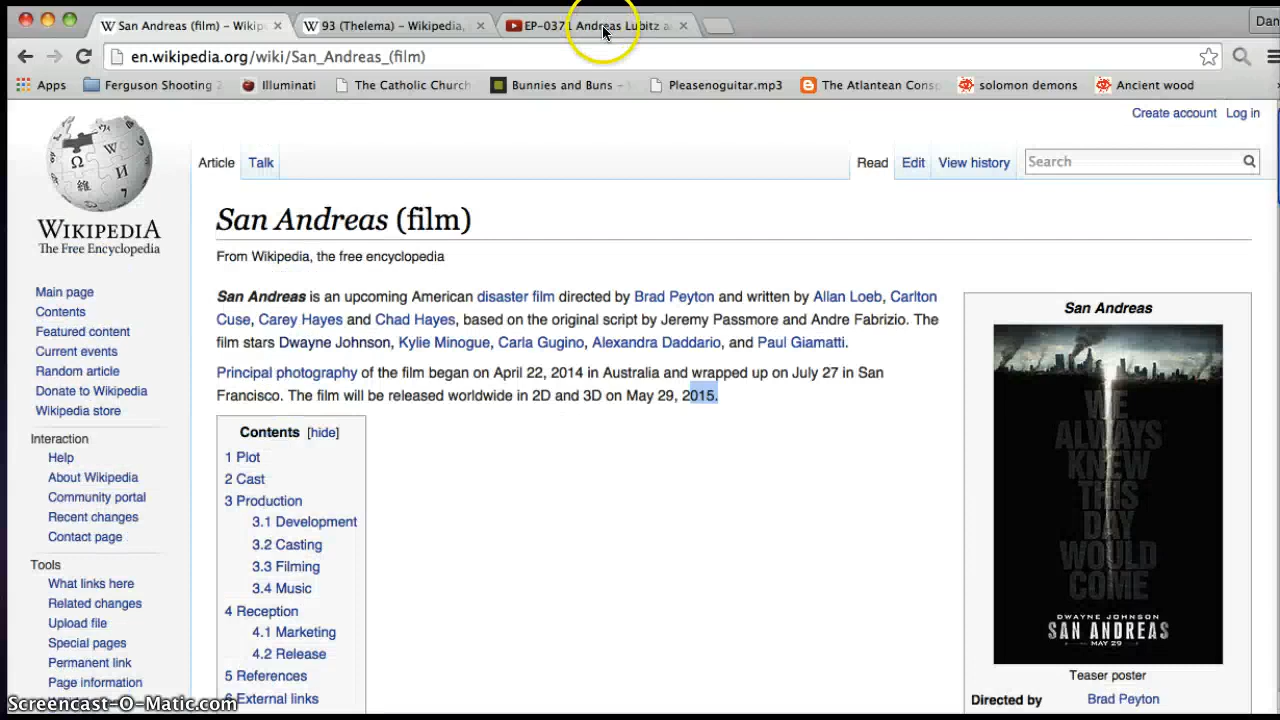 San Andreas (film) – Wikip
93 (Thelema) – Wikipedia,
EP-037 Andreas Lubitz a
Dan
en.wikipedia.org/wiki/San_Andreas_(film)
Apps
Ferguson Shooting
Illuminati
The Catholic Church
Bunnies and Buns –
Pleasenoguitar.mp3
The Atlantean Cons
solomon demons
Ancient wood
Create account Log in
Article Talk
Read Edit View history
Search
WIKIPEDIA
The Free Encyclopedia
Main page
Contents
Featured content
Current events
Random article
Donate to Wikipedia
Wikipedia store
Interaction
Help
About Wikipedia
Community portal
Recent changes
Contact page
Tools
What links here
Related changes
Upload file
Special pages
Permanent link
Page information
San Andreas (film)
From Wikipedia, the free encyclopedia
San Andreas is an upcoming American disaster film directed by Brad Peyton and written by Allan Loeb, Carlton
Cuse, Carey Hayes and Chad Hayes, based on the original script by Jeremy Passmore and Andre Fabrizio. The
film stars Dwayne Johnson, Kylie Minogue, Carla Gugino, Alexandra Daddario, and Paul Giamatti.
Principal photography of the film began on April 22, 2014 in Australia and wrapped up on July 27 in San
Francisco. The film will be released worldwide in 2D and 3D on May 29, 2015.
Contents [hide]
1 Plot
2 Cast
3 Production
3.1 Development
3.2 Casting
3.3 Filming
3.4 Music
4 Reception
4.1 Marketing
4.2 Release
5 References
6 External links
San Andreas
WE
ALWAYS
KNEW
THIS
DAY
WOULD
COME
DWAYNE JOHNSON
SAN ANDREAS
MAY 29
Teaser poster
Directed by Brad Peyton
Screencast-O-Matic.com